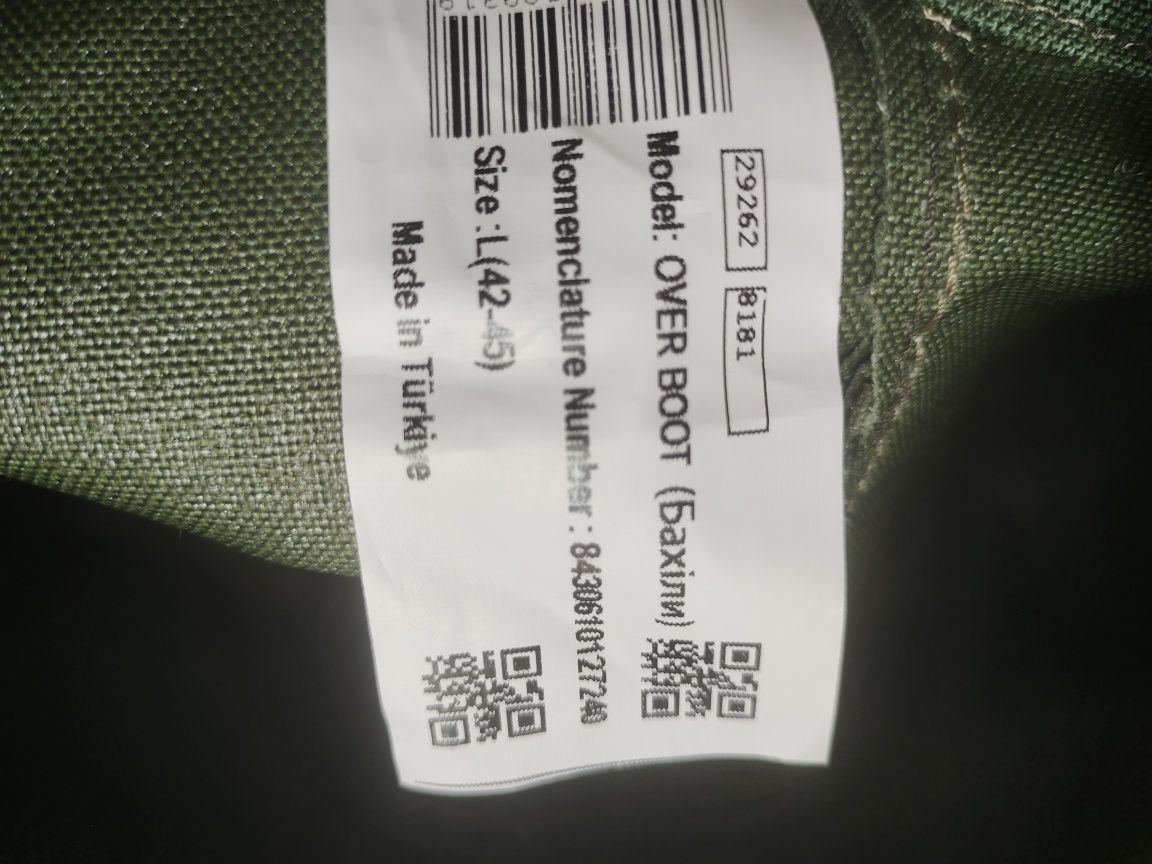 29262 8181
Model: OVER BOOT (Бахіли)
Nomenclature Number : 8430610127240
Size :L(42-45)
Made in Türkiye